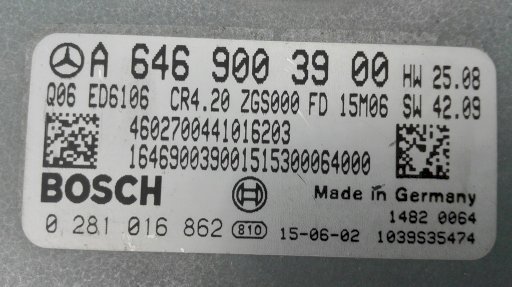 A 646 900 39 00 HW 25.08
Q06 ED6106 CR4.20 ZGS000 FD 15M06 SW 42.09
4602700441016203
164690039001515300064000
BOSCH Made in Germany
1482 0064
0 281 016 862 810 15-06-02 1039S35474